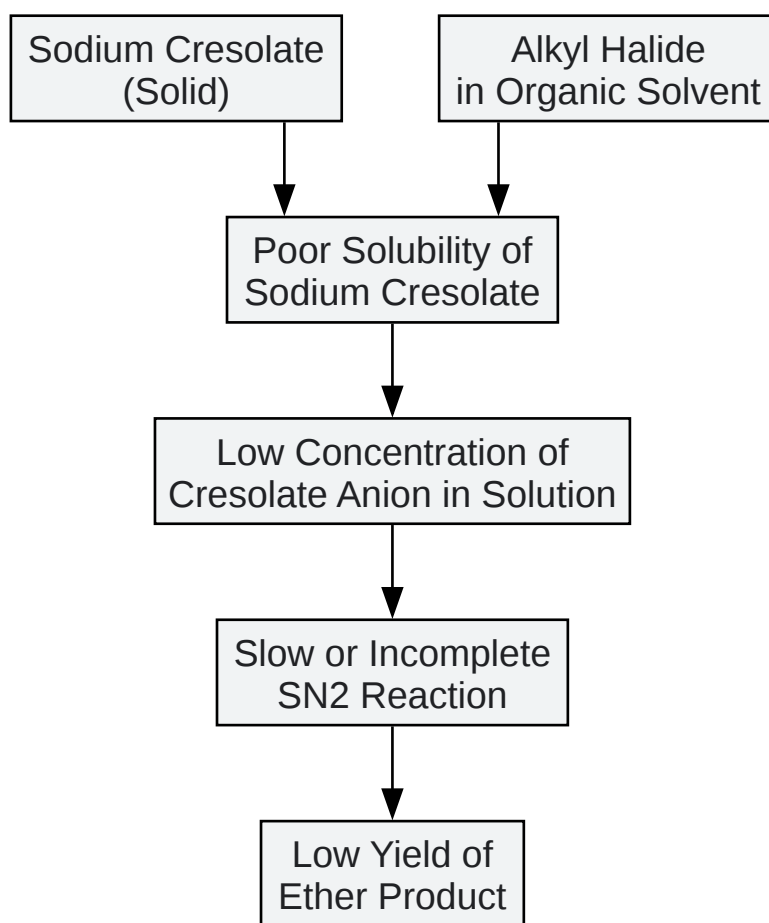 Sodium Cresolate
(Solid)
Alkyl Halide
in Organic Solvent
Poor Solubility of
Sodium Cresolate
Low Concentration of
Cresolate Anion in Solution
Slow or Incomplete
SN2 Reaction
Low Yield of
Ether Product